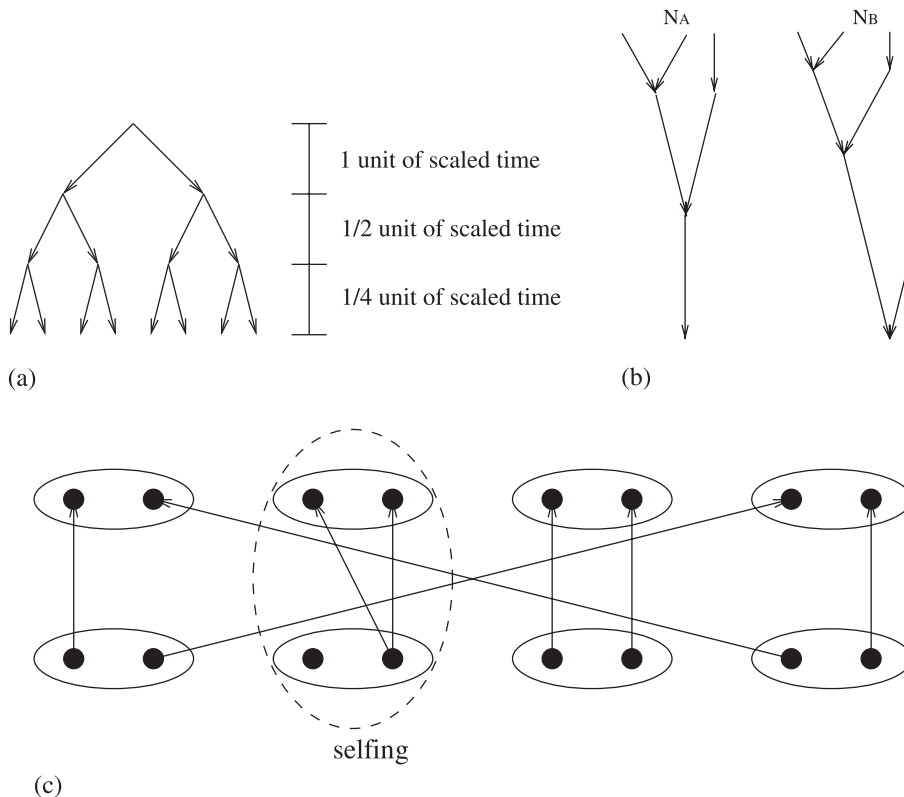 NA
NB
1 unit of scaled time
1/2 unit of scaled time
1/4 unit of scaled time
(a)
(b)
selfing
(c)